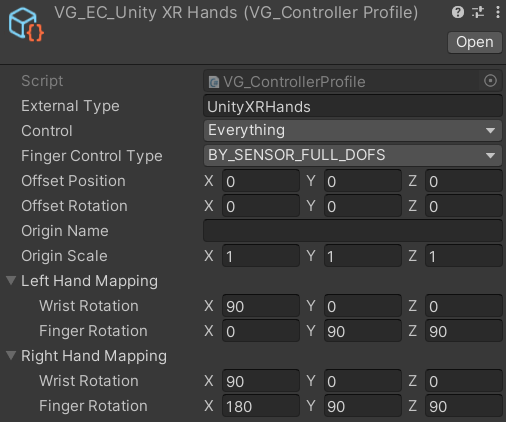 VG_EC_Unity XR Hands (VG_Controller Profile)
Open
Script VG_ControllerProfile
External Type UnityXRHands
Control Everything
Finger Control Type BY_SENSOR_FULL_DOFS
Offset Position X 0 Y 0 Z 0
Offset Rotation X 0 Y 0 Z 0
Origin Name
Origin Scale X 1 Y 1 Z 1
Left Hand Mapping
Wrist Rotation X 90 Y 0 Z 0
Finger Rotation X 0 Y 90 Z 90
Right Hand Mapping
Wrist Rotation X 90 Y 0 Z 0
Finger Rotation X 180 Y 90 Z 90